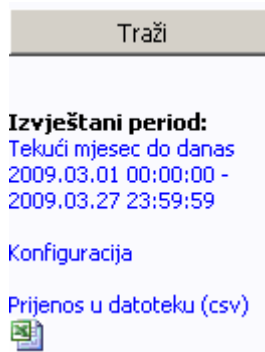 Traži
Izvještani period:
Tekući mjesec do danas
2009.03.01 00:00:00 -
2009.03.27 23:59:59
Konfiguracija
Prijenos u datoteku (csv)